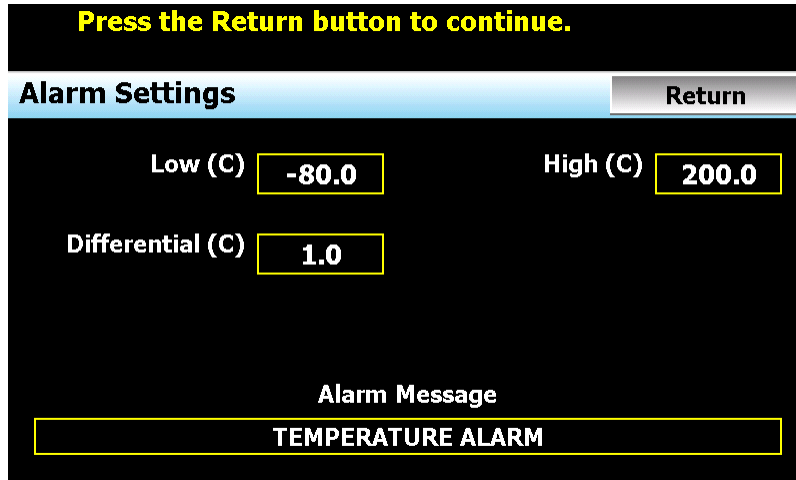 Press the Return button to continue.
Alarm Settings Return
Low (C) -80.0 High (C) 200.0
Differential (C) 1.0
Alarm Message
TEMPERATURE ALARM